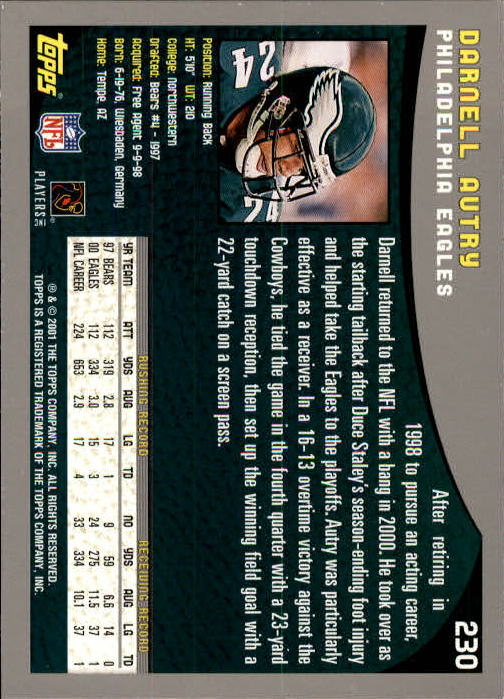 DARNELL AUTRY
PHILADELPHIA EAGLES
230
24
24
Position: Running Back
HT: 5'10" WT: 210
College: Northwestern
Drafted: Bears #4 - 1997
Acquired: Free Agent 9-9-98
Born: 6-19-76, Wiesbaden, Germany
Home: Tempe, AZ
After retiring in
1998 to pursue an acting career,
Darnell returned to the NFL with a bang in 2000. He took over as
the starting tailback after Duce Staley's season-ending foot injury
and helped take the Eagles to the playoffs. Autry was particularly
effective as a receiver. In a 16-13 overtime victory against the
Cowboys, he tied the game in the fourth quarter with a 23-yard
touchdown reception, then set up the winning field goal with a
22-yard catch on a screen pass.
RUSHING RECORD RECEIVING RECORD
YR TEAM ATT YDS AVG LG TD NO YDS AVG LG TD
97 BEARS 112 319 2.8 17 1 9 59 6.6 14 0
00 EAGLES 112 334 3.0 15 3 24 275 11.5 37 1
NFL CAREER 224 653 2.9 17 4 33 334 10.1 37 1
Topps®
NFL
PLAYERS INC
® & © 2001 THE TOPPS COMPANY, INC. ALL RIGHTS RESERVED.
TOPPS IS A REGISTERED TRADEMARK OF THE TOPPS COMPANY, INC.